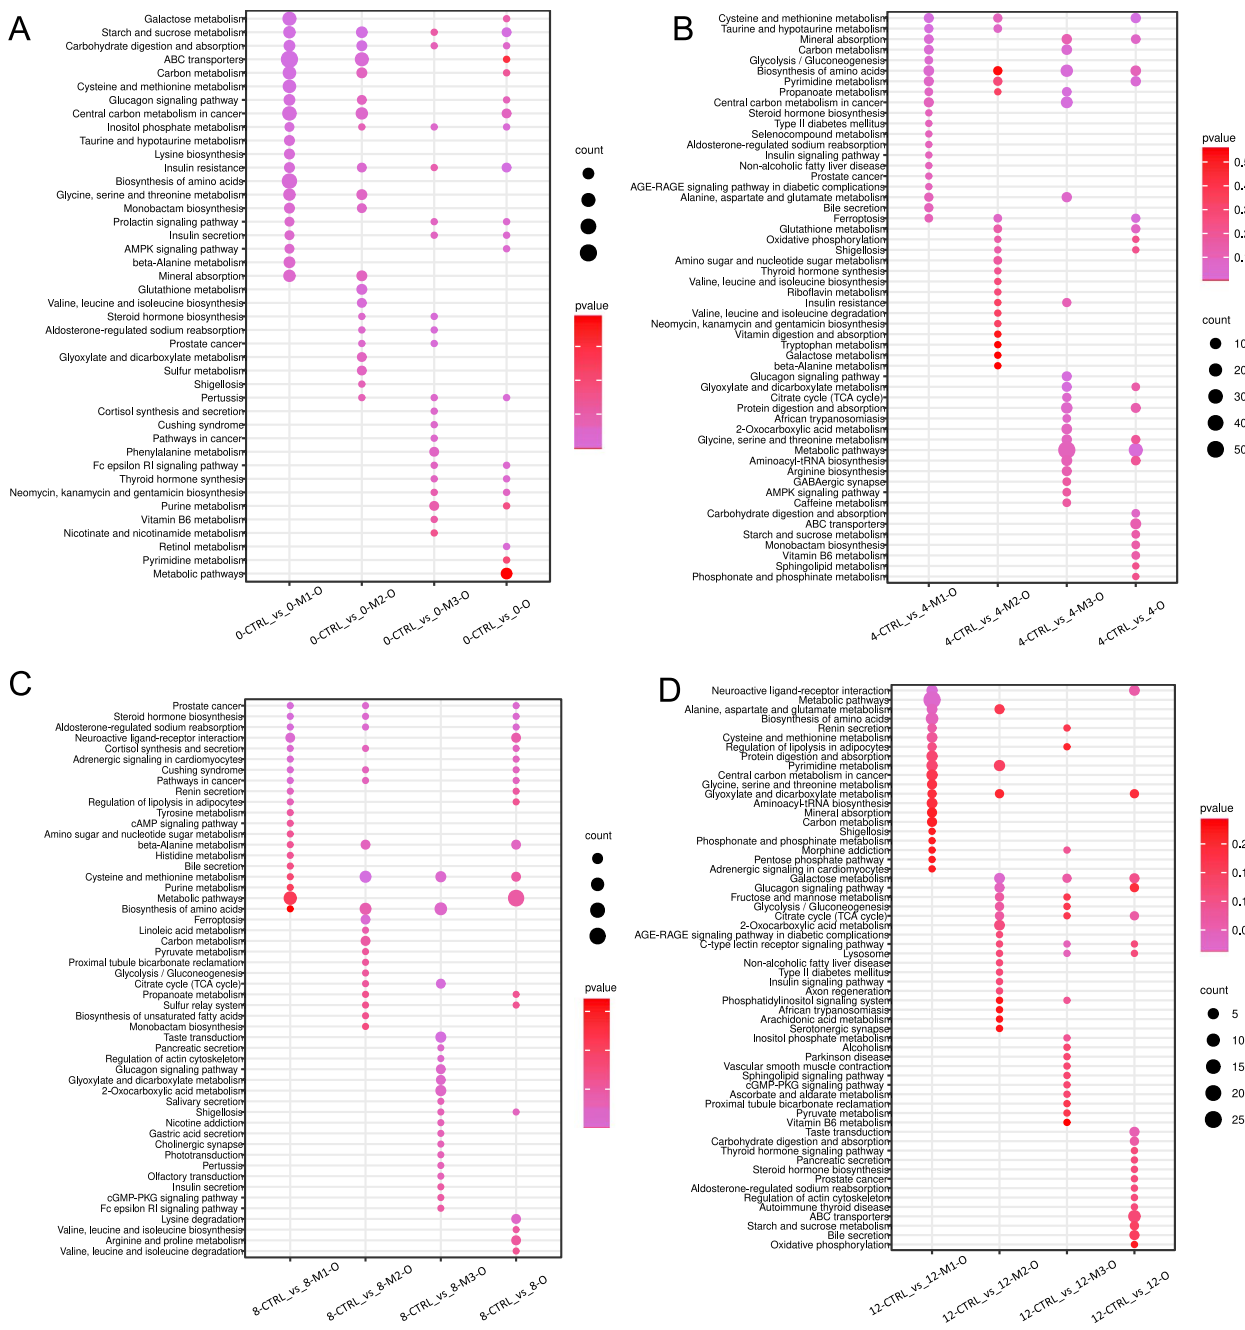 A
Galactose metabolism
Starch and sucrose metabolism
Carbohydrate digestion and absorption
ABC transporters
Carbon metabolism
Cysteine and methionine metabolism
Glucagon signaling pathway
Central carbon metabolism in cancer
Inositol phosphate metabolism
Taurine and hypotaurine metabolism
Lysine biosynthesis
Insulin resistance
Biosynthesis of amino acids
Glycine, serine and threonine metabolism
Monobactam biosynthesis
Prolactin signaling pathway
Insulin secretion
AMPK signaling pathway
beta-Alanine metabolism
Mineral absorption
Glutathione metabolism
Valine, leucine and isoleucine biosynthesis
Steroid hormone biosynthesis
Aldosterone-regulated sodium reabsorption
Prostate cancer
Glyoxylate and dicarboxylate metabolism
Sulfur metabolism
Shigellosis
Pertussis
Cortisol synthesis and secretion
Cushing syndrome
Pathways in cancer
Phenylalanine metabolism
Fc epsilon RI signaling pathway
Thyroid hormone synthesis
Neomycin, kanamycin and gentamicin biosynthesis
Purine metabolism
Vitamin B6 metabolism
Nicotinate and nicotinamide metabolism
Retinol metabolism
Pyrimidine metabolism
Metabolic pathways
0-CTRL_vs_0-M1-O
0-CTRL_vs_0-M2-O
0-CTRL_vs_0-M3-O
0-CTRL_vs_0-O
count
pvalue
B
Cysteine and methionine metabolism
Taurine and hypotaurine metabolism
Mineral absorption
Carbon metabolism
Glycolysis / Gluconeogenesis
Biosynthesis of amino acids
Pyrimidine metabolism
Propanoate metabolism
Central carbon metabolism in cancer
Steroid hormone biosynthesis
Type II diabetes mellitus
Selenocompound metabolism
Aldosterone-regulated sodium reabsorption
Insulin signaling pathway
Non-alcoholic fatty liver disease
Prostate cancer
AGE-RAGE signaling pathway in diabetic complications
Alanine, aspartate and glutamate metabolism
Bile secretion
Ferroptosis
Glutathione metabolism
Oxidative phosphorylation
Shigellosis
Amino sugar and nucleotide sugar metabolism
Thyroid hormone synthesis
Valine, leucine and isoleucine biosynthesis
Riboflavin metabolism
Insulin resistance
Valine, leucine and isoleucine degradation
Neomycin, kanamycin and gentamicin biosynthesis
Vitamin digestion and absorption
Tryptophan metabolism
Galactose metabolism
beta-Alanine metabolism
Glucagon signaling pathway
Glyoxylate and dicarboxylate metabolism
Citrate cycle (TCA cycle)
Protein digestion and absorption
African trypanosomiasis
2-Oxocarboxylic acid metabolism
Glycine, serine and threonine metabolism
Metabolic pathways
Aminoacyl-tRNA biosynthesis
Arginine biosynthesis
GABAergic synapse
AMPK signaling pathway
Caffeine metabolism
Carbohydrate digestion and absorption
ABC transporters
Starch and sucrose metabolism
Monobactam biosynthesis
Vitamin B6 metabolism
Sphingolipid metabolism
Phosphonate and phosphinate metabolism
4-CTRL_vs_4-M1-O
4-CTRL_vs_4-M2-O
4-CTRL_vs_4-M3-O
4-CTRL_vs_4-O
pvalue
0.
0.4
0.
0.
0.
count
10
20
30
40
50
C
Prostate cancer
Steroid hormone biosynthesis
Aldosterone-regulated sodium reabsorption
Neuroactive ligand-receptor interaction
Cortisol synthesis and secretion
Adrenergic signaling in cardiomyocytes
Cushing syndrome
Pathways in cancer
Renin secretion
Regulation of lipolysis in adipocytes
Tyrosine metabolism
cAMP signaling pathway
Amino sugar and nucleotide sugar metabolism
beta-Alanine metabolism
Histidine metabolism
Bile secretion
Cysteine and methionine metabolism
Purine metabolism
Metabolic pathways
Biosynthesis of amino acids
Ferroptosis
Linoleic acid metabolism
Carbon metabolism
Pyruvate metabolism
Proximal tubule bicarbonate reclamation
Glycolysis / Gluconeogenesis
Citrate cycle (TCA cycle)
Propanoate metabolism
Sulfur relay system
Biosynthesis of unsaturated fatty acids
Monobactam biosynthesis
Taste transduction
Pancreatic secretion
Regulation of actin cytoskeleton
Glucagon signaling pathway
Glyoxylate and dicarboxylate metabolism
2-Oxocarboxylic acid metabolism
Salivary secretion
Shigellosis
Nicotine addiction
Gastric acid secretion
Cholinergic synapse
Phototransduction
Pertussis
Olfactory transduction
Insulin secretion
cGMP-PKG signaling pathway
Fc epsilon RI signaling pathway
Lysine degradation
Valine, leucine and isoleucine biosynthesis
Arginine and proline metabolism
Valine, leucine and isoleucine degradation
8-CTRL_vs_8-M1-O
8-CTRL_vs_8-M2-O
8-CTRL_vs_8-M3-O
8-CTRL_vs_8-O
count
pvalue
D
Neuroactive ligand-receptor interaction
Metabolic pathways
Alanine, aspartate and glutamate metabolism
Biosynthesis of amino acids
Renin secretion
Cysteine and methionine metabolism
Regulation of lipolysis in adipocytes
Protein digestion and absorption
Pyrimidine metabolism
Central carbon metabolism in cancer
Glycine, serine and threonine metabolism
Glyoxylate and dicarboxylate metabolism
Aminoacyl-tRNA biosynthesis
Mineral absorption
Carbon metabolism
Shigellosis
Phosphonate and phosphinate metabolism
Morphine addiction
Pentose phosphate pathway
Adrenergic signaling in cardiomyocytes
Galactose metabolism
Glucagon signaling pathway
Fructose and mannose metabolism
Glycolysis / Gluconeogenesis
Citrate cycle (TCA cycle)
2-Oxocarboxylic acid metabolism
AGE-RAGE signaling pathway in diabetic complications
C-type lectin receptor signaling pathway
Lysosome
Non-alcoholic fatty liver disease
Type II diabetes mellitus
Insulin signaling pathway
Axon regeneration
Phosphatidylinositol signaling system
African trypanosomiasis
Arachidonic acid metabolism
Serotonergic synapse
Inositol phosphate metabolism
Alcoholism
Parkinson disease
Vascular smooth muscle contraction
Sphingolipid signaling pathway
cGMP-PKG signaling pathway
Ascorbate and aldarate metabolism
Proximal tubule bicarbonate reclamation
Pyruvate metabolism
Vitamin B6 metabolism
Taste transduction
Carbohydrate digestion and absorption
Thyroid hormone signaling pathway
Pancreatic secretion
Steroid hormone biosynthesis
Prostate cancer
Aldosterone-regulated sodium reabsorption
Regulation of actin cytoskeleton
Autoimmune thyroid disease
ABC transporters
Starch and sucrose metabolism
Bile secretion
Oxidative phosphorylation
12-CTRL_vs_12-M1-O
12-CTRL_vs_12-M2-O
12-CTRL_vs_12-M3-O
12-CTRL_vs_12-O
pvalue
0.2
0.1
0.1
0.0
count
5
10
15
20
25